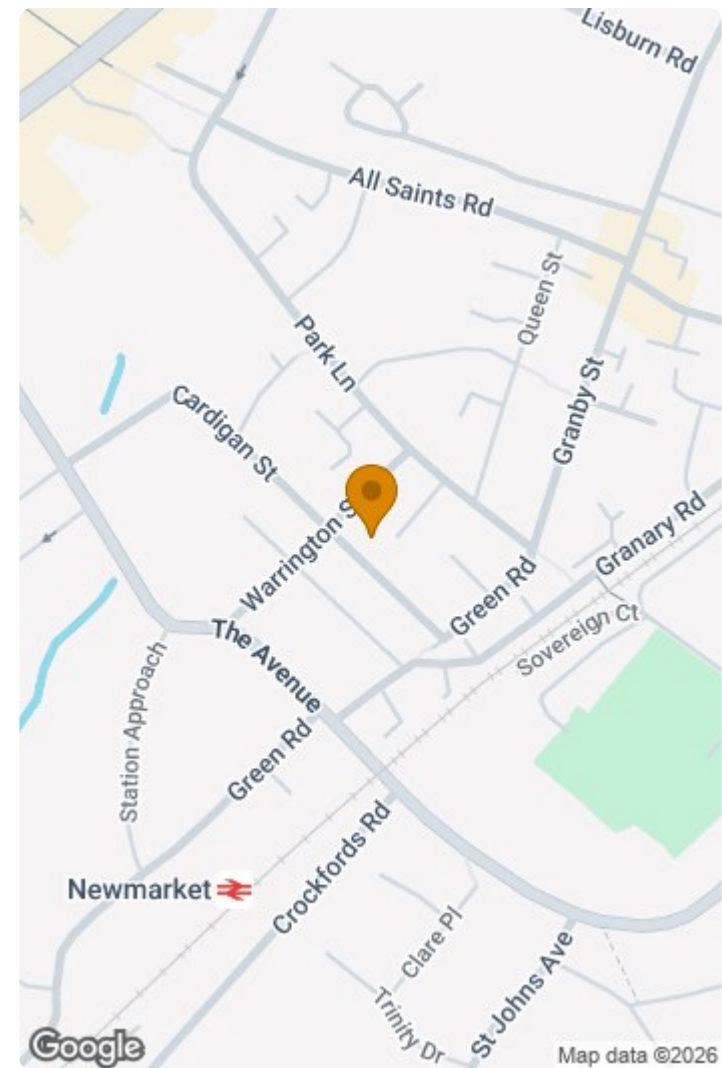 Lisburn Rd
All Saints Rd
Queen St
Park Ln
Granby St
Cardigan St
Granary Rd
Warrington S
Green Rd
Sovereign Ct
The Avenue
Station Approach
Green Rd
Crockfords Rd
Newmarket
Clare Pl
St Johns Ave
Trinity Dr
Google
Map data ©2026